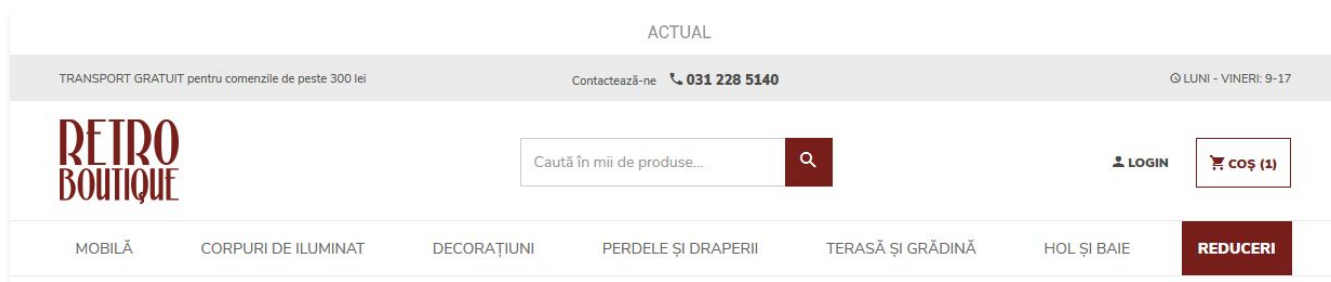 ACTUAL
TRANSPORT GRATUIT pentru comenzile de peste 300 lei
Contactează-ne 031 228 5140
LUNI - VINERI: 9-17
RETRO
BOUTIQUE
Caută în mii de produse...
LOGIN
COȘ (1)
MOBILĂ CORPURI DE ILUMINAT DECORAȚIUNI PERDELE ȘI DRAPERII TERASĂ ȘI GRĂDINĂ HOL ȘI BAIE REDUCERI